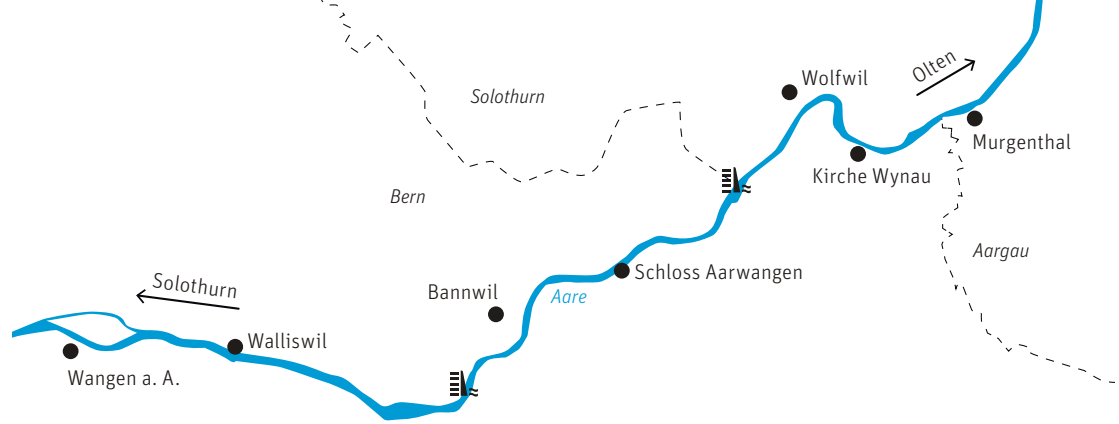 Wolfwil
Olten
Solothurn
Murgenthal
Kirche Wynau
Bern
Aargau
Schloss Aarwangen
Solothurn
Bannwil
Aare
Walliswil
Wangen a. A.